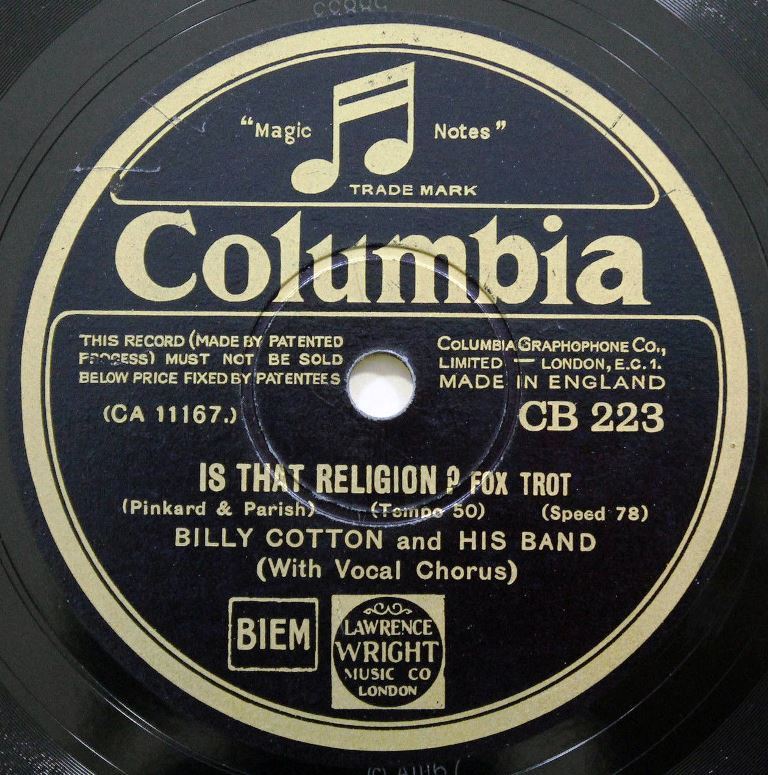 "Magic Notes"
TRADE MARK
Columbia
THIS RECORD (MADE BY PATENTED
PROCESS) MUST NOT BE SOLD
BELOW PRICE FIXED BY PATENTEES
COLUMBIA GRAPHOPHONE CO.,
LIMITED — LONDON, E.C.1.
MADE IN ENGLAND
(CA 11167.)
CB 223
IS THAT RELIGION? FOX TROT
(Pinkard & Parish) (Tempo 50) (Speed 78)
BILLY COTTON and HIS BAND
(With Vocal Chorus)
BIEM
LAWRENCE
WRIGHT
MUSIC CO
LONDON